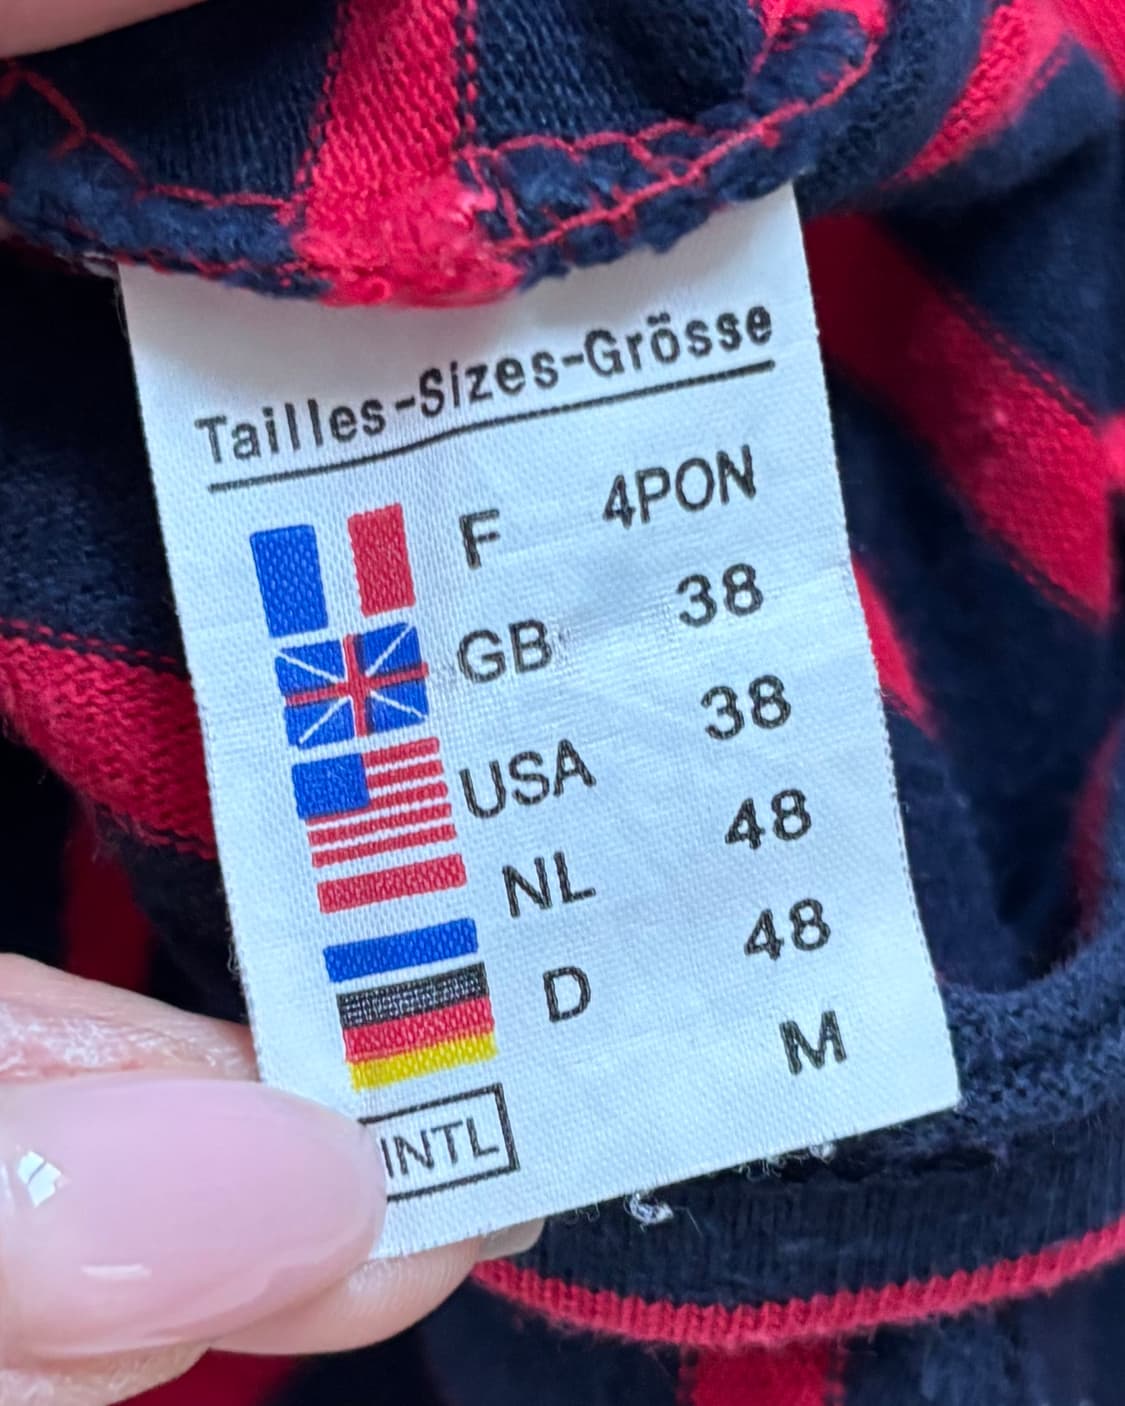 Tailles-Sizes-Grösse
F 4PON
GB 38
USA 38
NL 48
D 48
INTL M